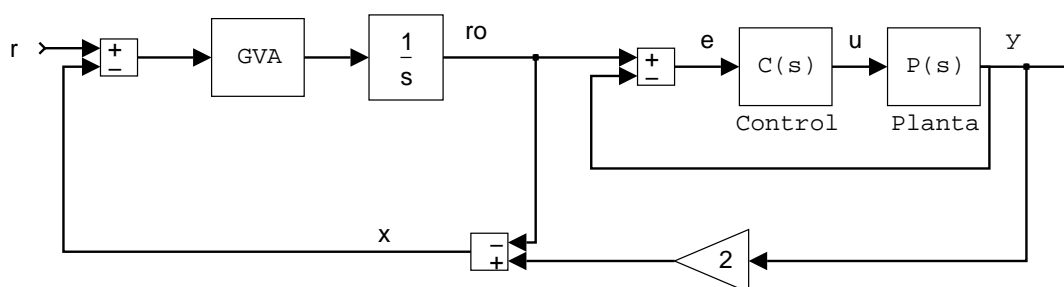 r
+
−
GVA
1
s
ro
+
−
e
C(s)
Control
u
P(s)
Planta
y
x
−
+
2